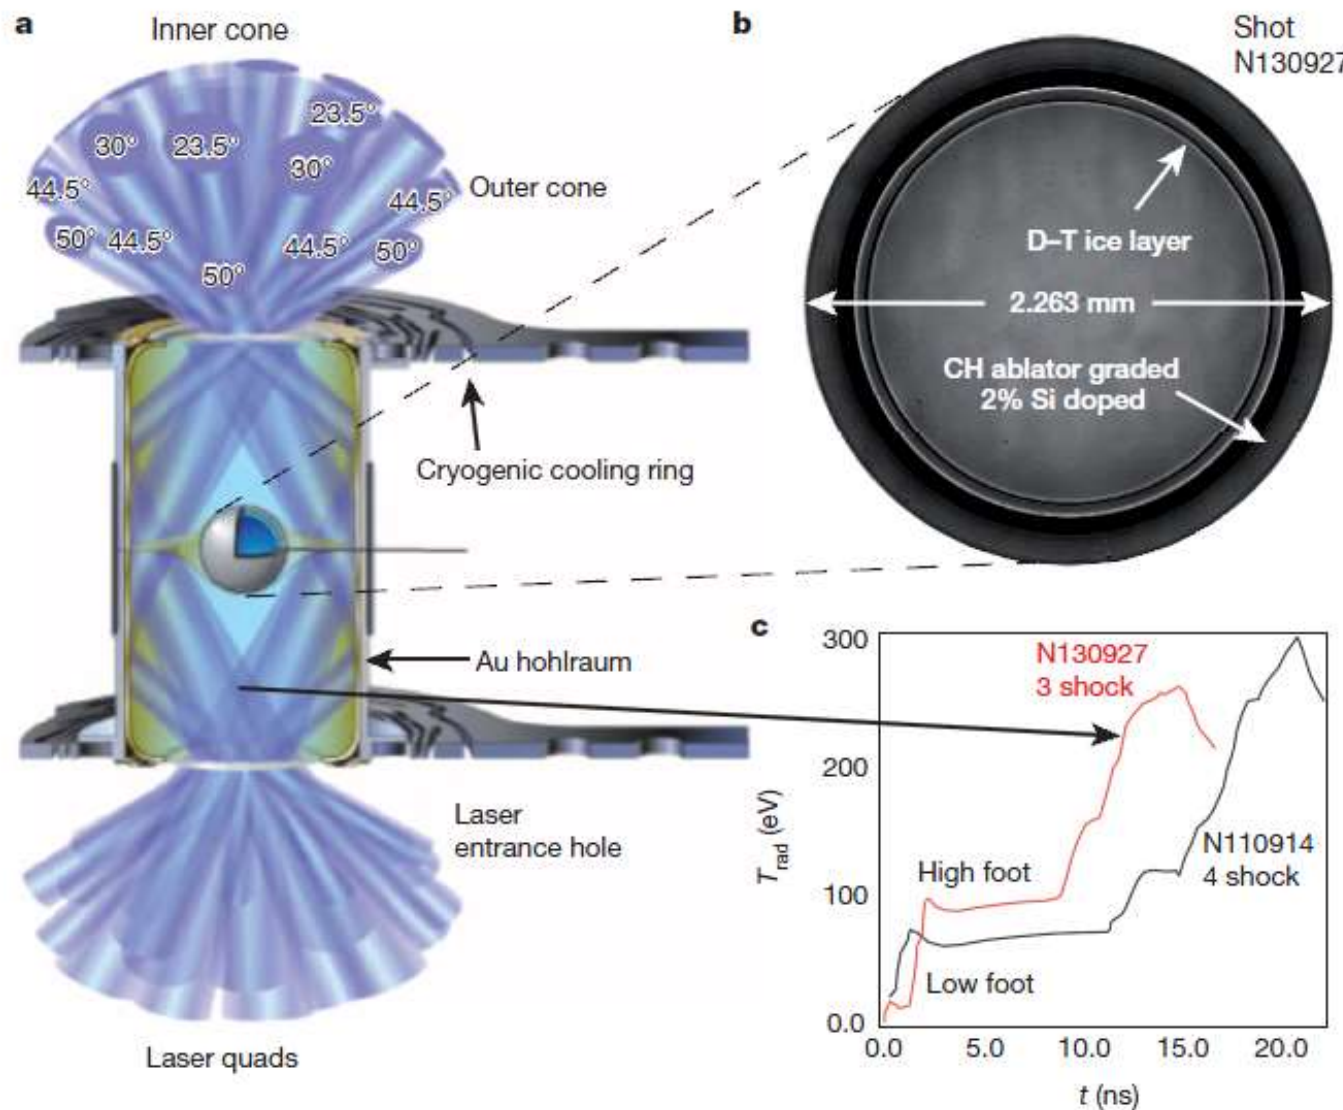 a
Inner cone
23.5°
30°
23.5°
30°
44.5°
44.5°
Outer cone
50°
44.5°
44.5°
50°
50°
Cryogenic cooling ring
Au hohlraum
Laser
entrance hole
Laser quads
b
Shot
N130927
D–T ice layer
2.263 mm
CH ablator graded
2% Si doped
c
300
200
100
0.0
T_rad (eV)
N130927
3 shock
N110914
4 shock
High foot
Low foot
0.0 5.0 10.0 15.0 20.0
t (ns)